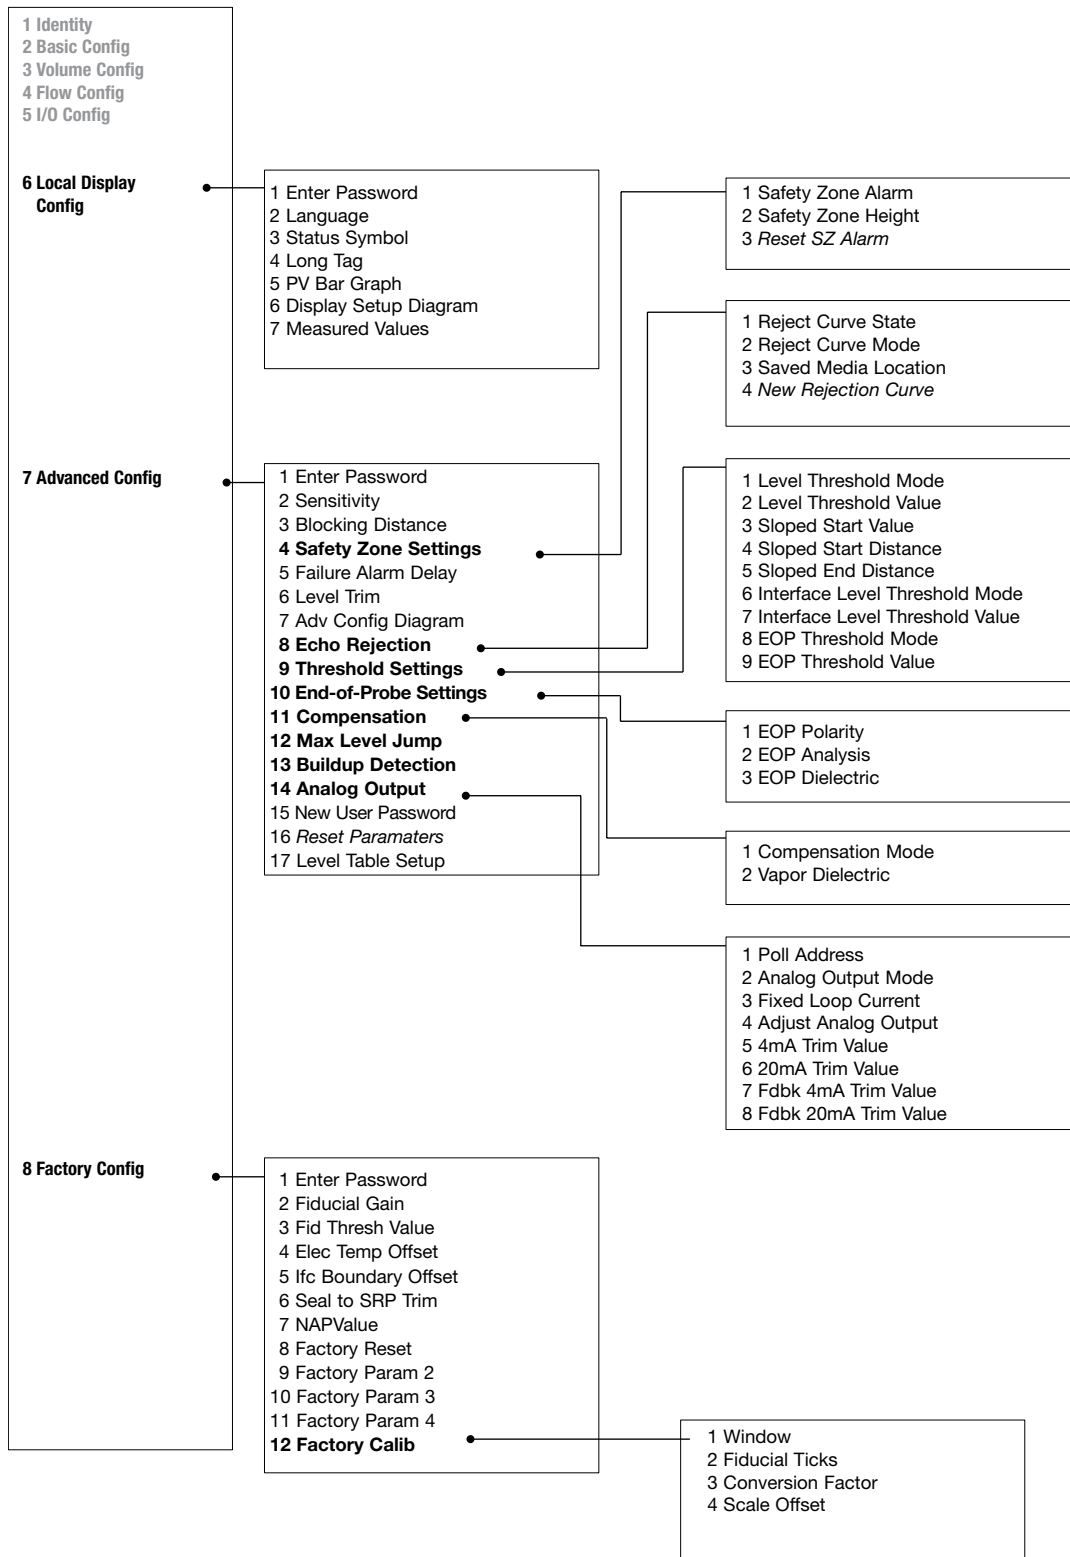 1 Identity
2 Basic Config
3 Volume Config
4 Flow Config
5 I/O Config
6 Local Display
Config
1 Enter Password
2 Language
3 Status Symbol
4 Long Tag
5 PV Bar Graph
6 Display Setup Diagram
7 Measured Values
1 Safety Zone Alarm
2 Safety Zone Height
3 Reset SZ Alarm
1 Reject Curve State
2 Reject Curve Mode
3 Saved Media Location
4 New Rejection Curve
7 Advanced Config
1 Enter Password
2 Sensitivity
3 Blocking Distance
4 Safety Zone Settings
5 Failure Alarm Delay
6 Level Trim
7 Adv Config Diagram
8 Echo Rejection
9 Threshold Settings
10 End-of-Probe Settings
11 Compensation
12 Max Level Jump
13 Buildup Detection
14 Analog Output
15 New User Password
16 Reset Paramaters
17 Level Table Setup
1 Level Threshold Mode
2 Level Threshold Value
3 Sloped Start Value
4 Sloped Start Distance
5 Sloped End Distance
6 Interface Level Threshold Mode
7 Interface Level Threshold Value
8 EOP Threshold Mode
9 EOP Threshold Value
1 EOP Polarity
2 EOP Analysis
3 EOP Dielectric
1 Compensation Mode
2 Vapor Dielectric
1 Poll Address
2 Analog Output Mode
3 Fixed Loop Current
4 Adjust Analog Output
5 4mA Trim Value
6 20mA Trim Value
7 Fdbk 4mA Trim Value
8 Fdbk 20mA Trim Value
8 Factory Config
1 Enter Password
2 Fiducial Gain
3 Fid Thresh Value
4 Elec Temp Offset
5 Ifc Boundary Offset
6 Seal to SRP Trim
7 NAPValue
8 Factory Reset
9 Factory Param 2
10 Factory Param 3
11 Factory Param 4
12 Factory Calib
1 Window
2 Fiducial Ticks
3 Conversion Factor
4 Scale Offset